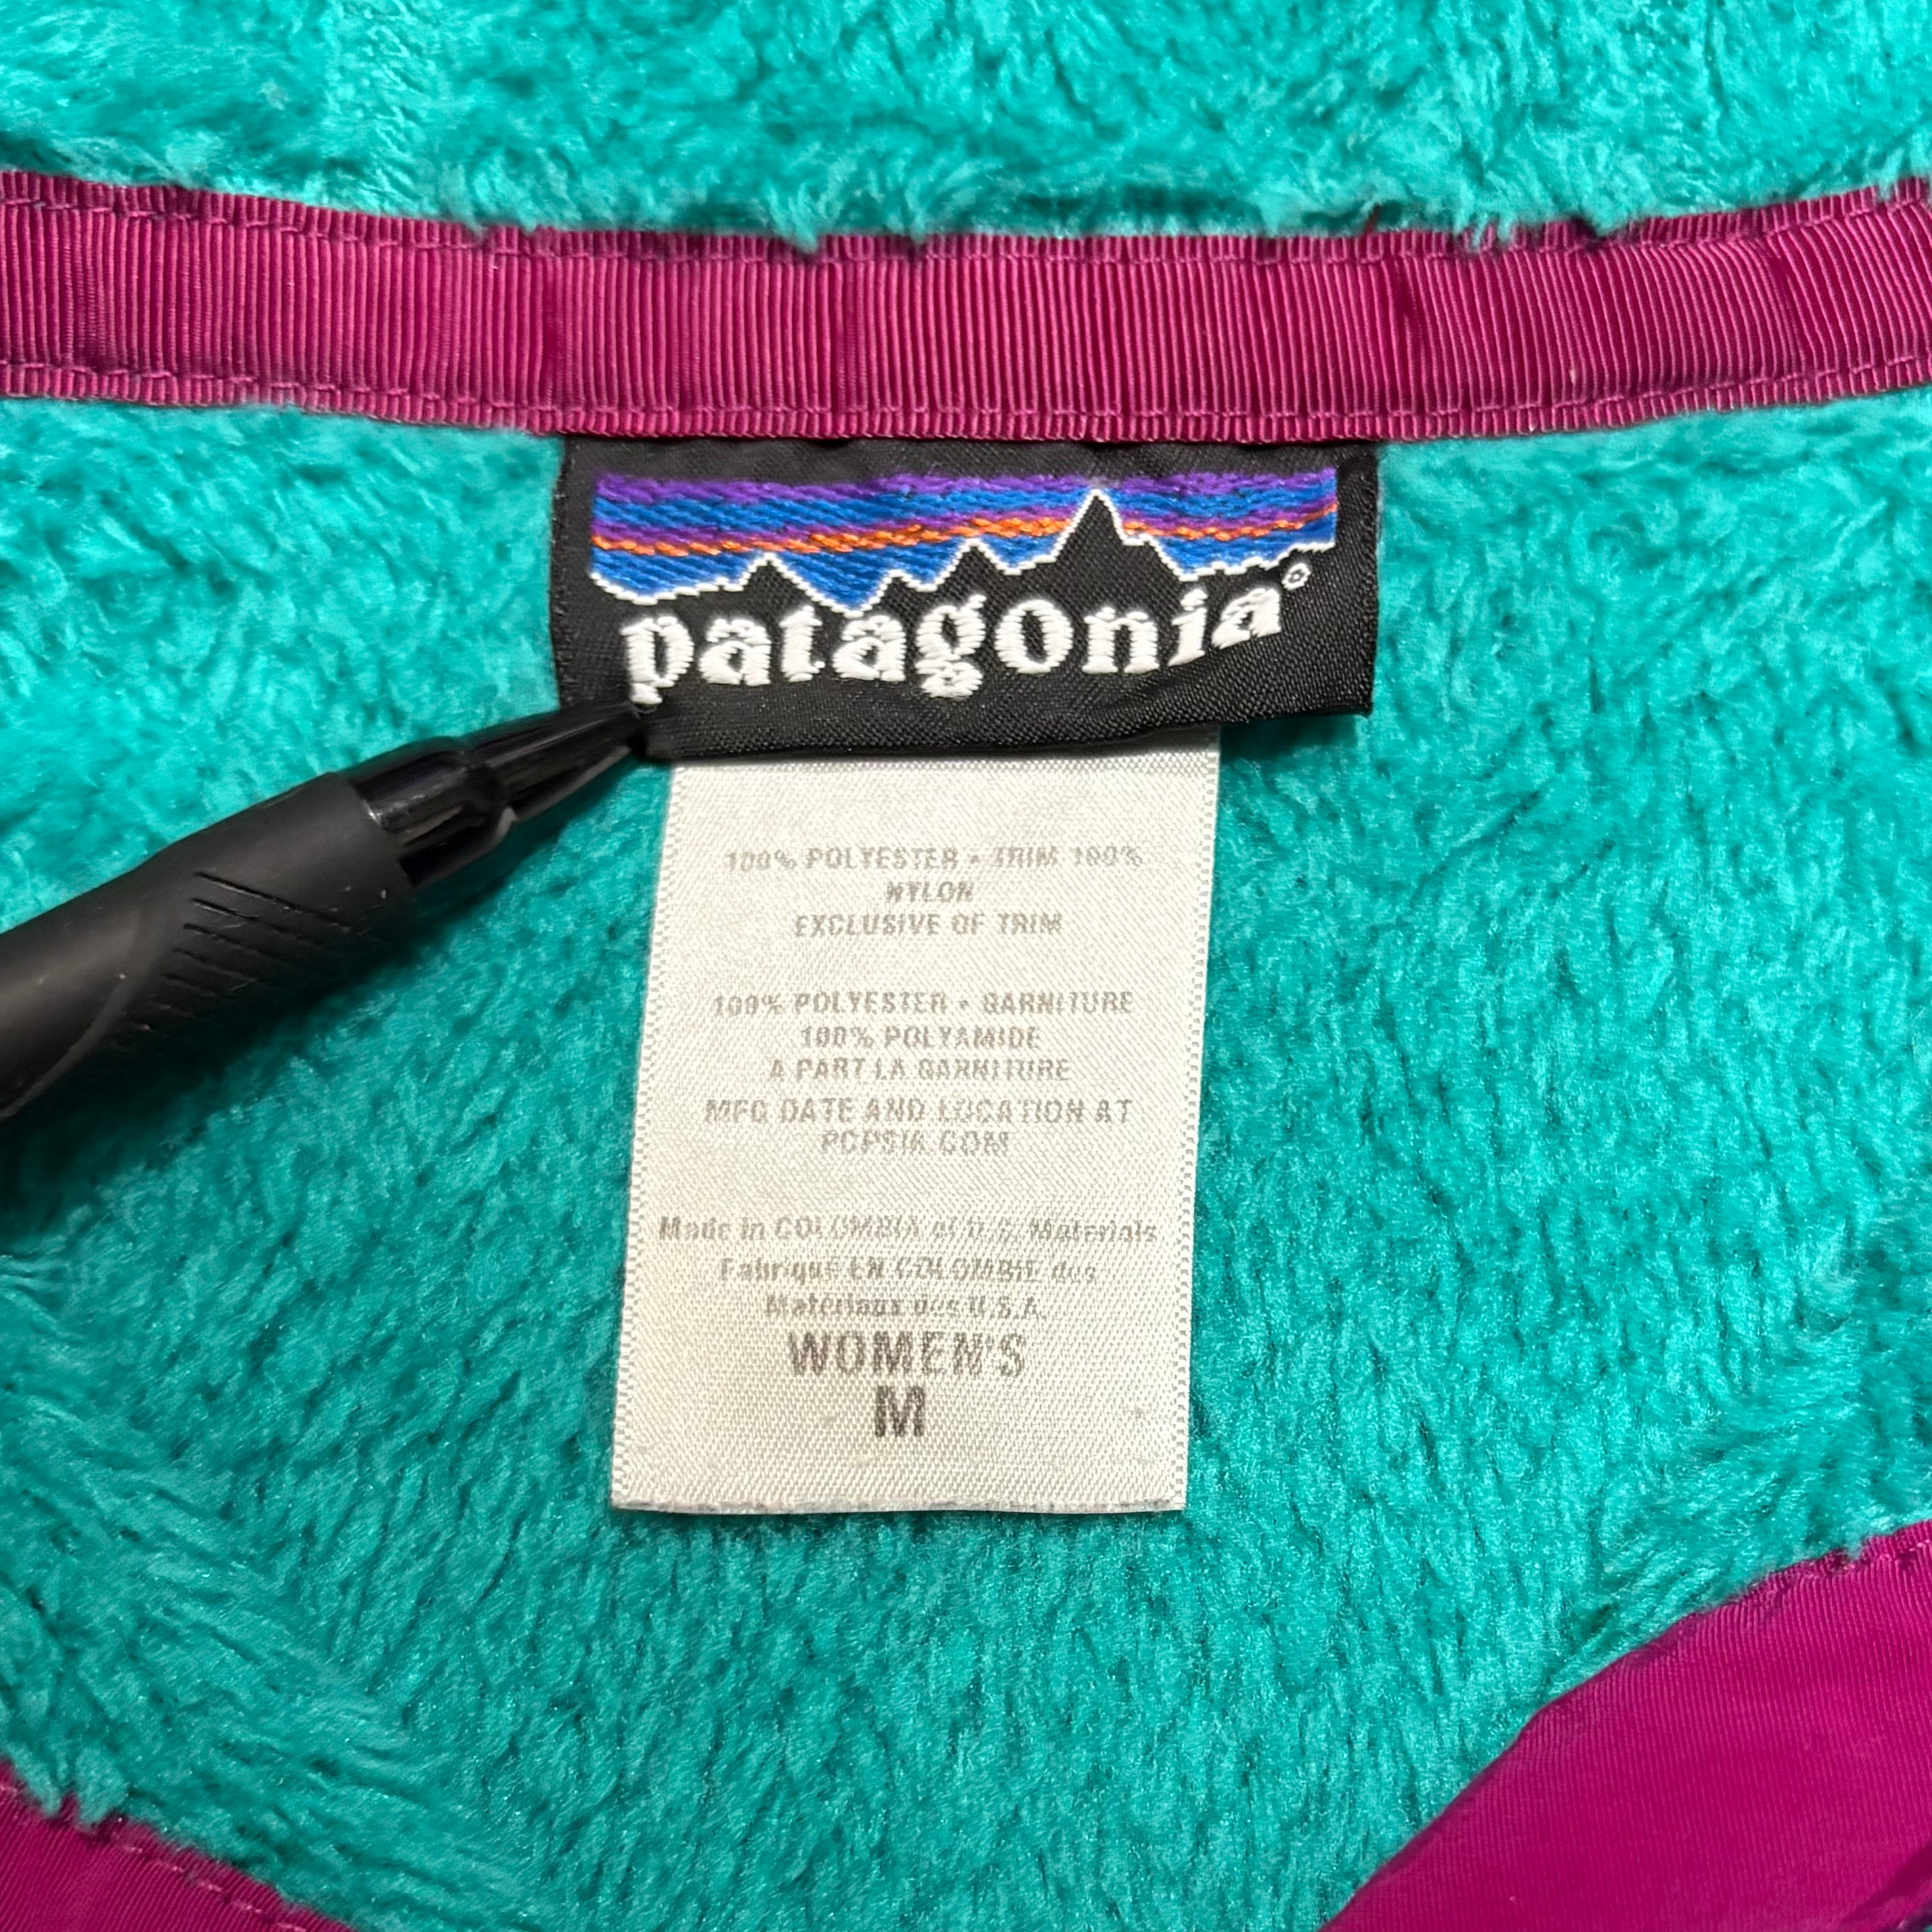 patagonia®
100% POLYESTER • TRIM 100%
NYLON
EXCLUSIVE OF TRIM
100% POLYESTER • GARNITURE
100% POLYAMIDE
A PART LA GARNITURE
MFG DATE AND LOCATION AT
PCPSIA.COM
Made in COLOMBIA of U.S. Materials
Fabriqué EN COLOMBIE des
Matériaux des U.S.A.
WOMEN'S
M